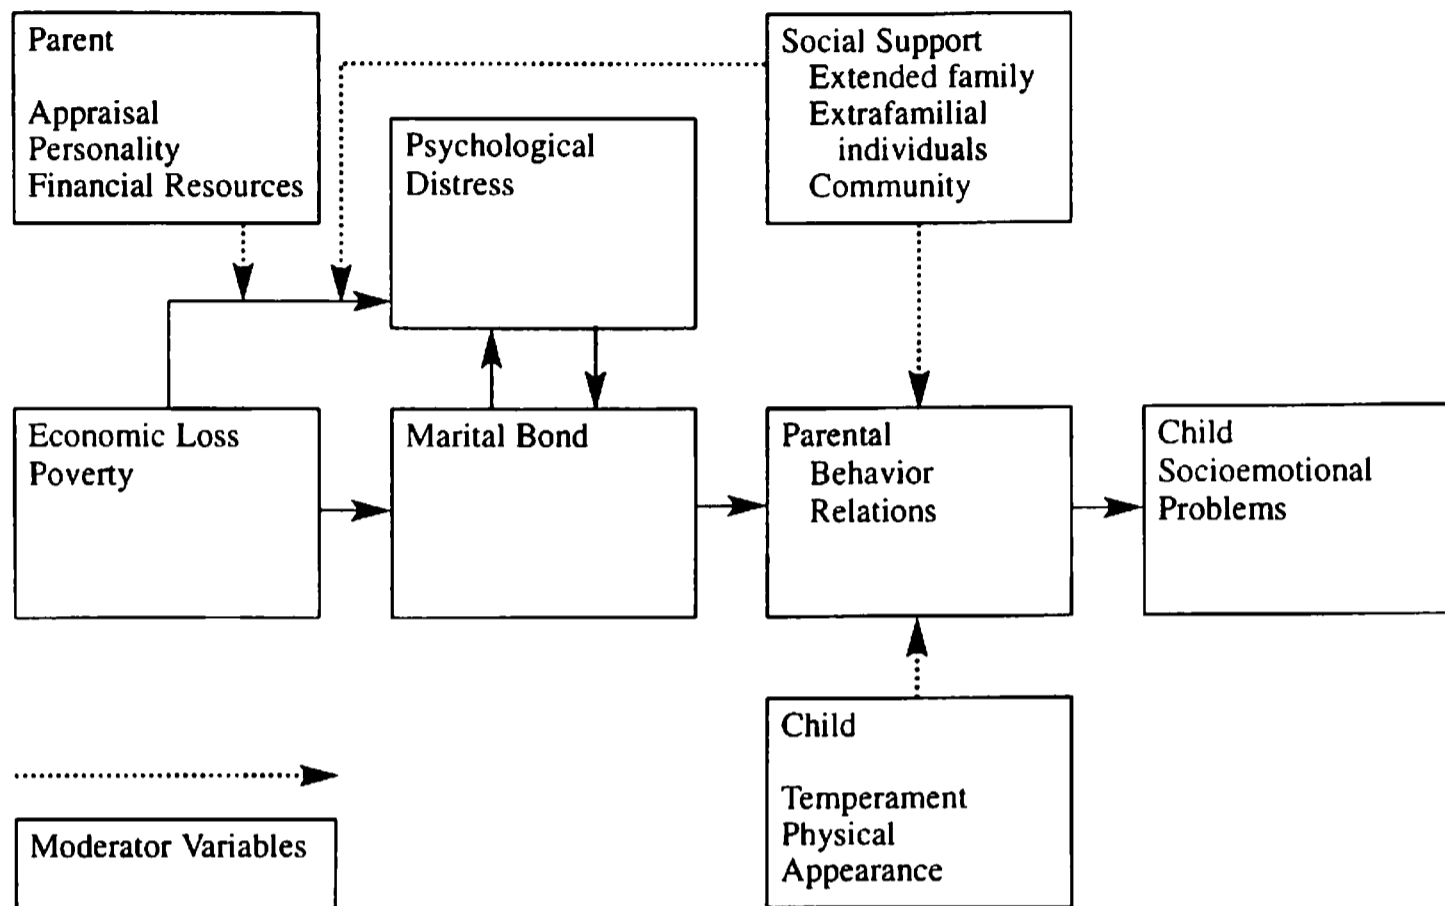 Parent
Appraisal
Personality
Financial Resources
Social Support
Extended family
Extrafamilial
individuals
Community
Psychological
Distress
Economic Loss
Poverty
Marital Bond
Parental
Behavior
Relations
Child
Socioemotional
Problems
Child
Temperament
Physical
Appearance
Moderator Variables